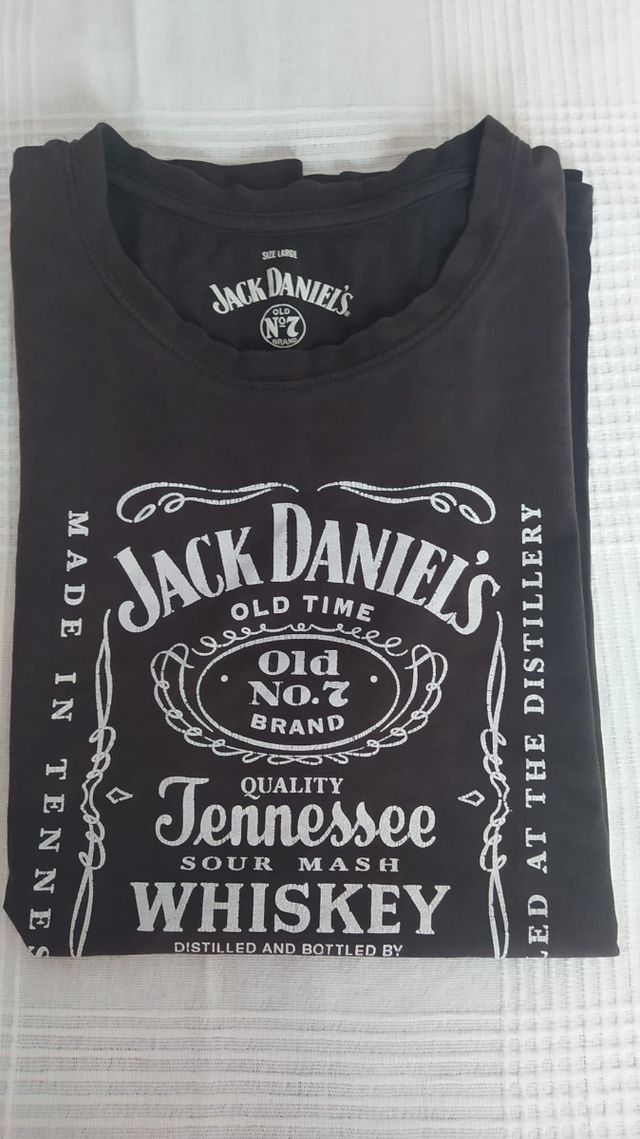 SIZE LARGE
JACK DANIEL'S
OLD
Nº7
BRAND
JACK DANIEL'S
OLD TIME
Old
No.7
BRAND
QUALITY
Tennessee
SOUR MASH
WHISKEY
DISTILLED AND BOTTLED BY
MADE IN TENNES
LED AT THE DISTILLERY